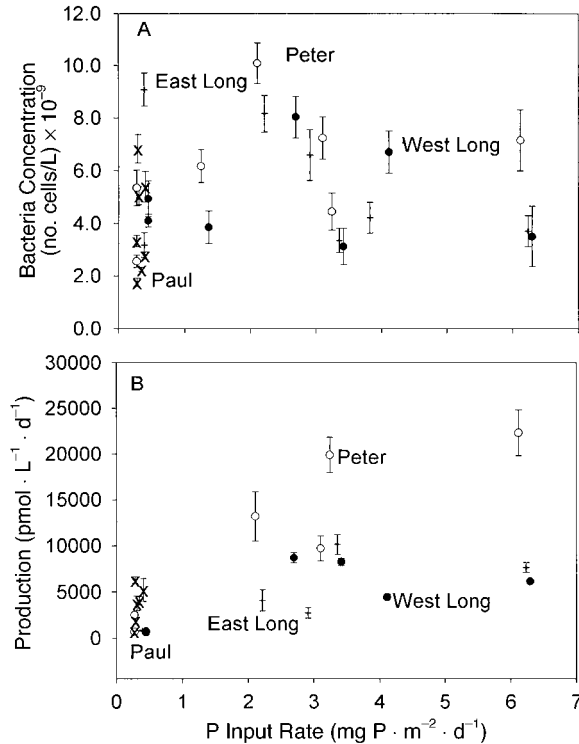 A
Bacteria Concentration
(no. cells/L) × 10⁻⁹
12.0
10.0
8.0
6.0
4.0
2.0
0.0
Peter
East Long
West Long
Paul
B
Production (pmol · L⁻¹ · d⁻¹)
30000
25000
20000
15000
10000
5000
0
Peter
West Long
East Long
Paul
0 1 2 3 4 5 6 7
P Input Rate (mg P · m⁻² · d⁻¹)